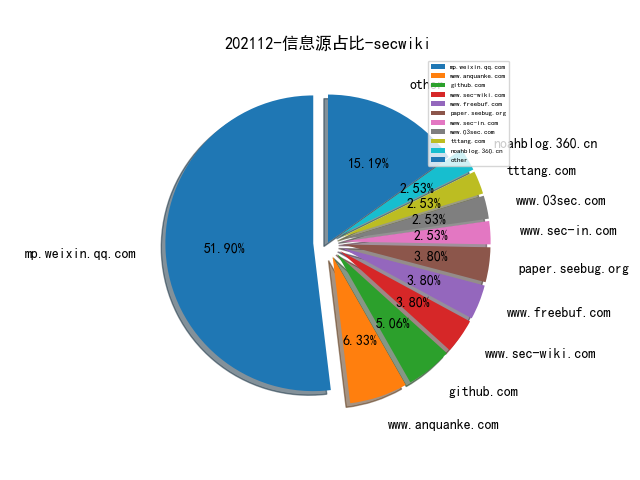 202112-信息源占比-secwiki
mp.weixin.qq.com
www.anquanke.com
github.com
www.sec-wiki.com
www.freebuf.com
paper.seebug.org
www.sec-in.com
www.03sec.com
tttang.com
noahblog.360.cn
other
15.19%
noahblog.360.cn
2.53%
tttang.com
2.53%
www.03sec.com
2.53%
www.sec-in.com
2.53%
mp.weixin.qq.com
51.90%
paper.seebug.org
3.80%
www.freebuf.com
3.80%
www.sec-wiki.com
3.80%
github.com
5.06%
www.anquanke.com
6.33%